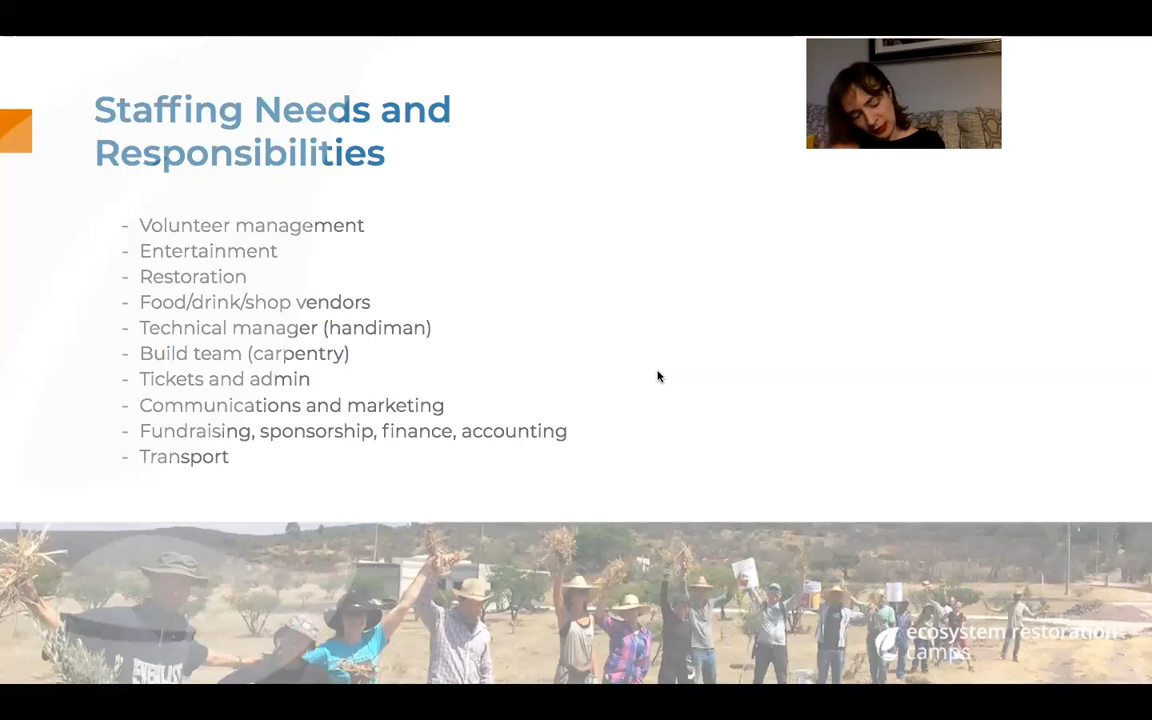 Staffing Needs and
Responsibilities
- Volunteer management
- Entertainment
- Restoration
- Food/drink/shop vendors
- Technical manager (handiman)
- Build team (carpentry)
- Tickets and admin
- Communications and marketing
- Fundraising, sponsorship, finance, accounting
- Transport
ecosystem restoration
camps